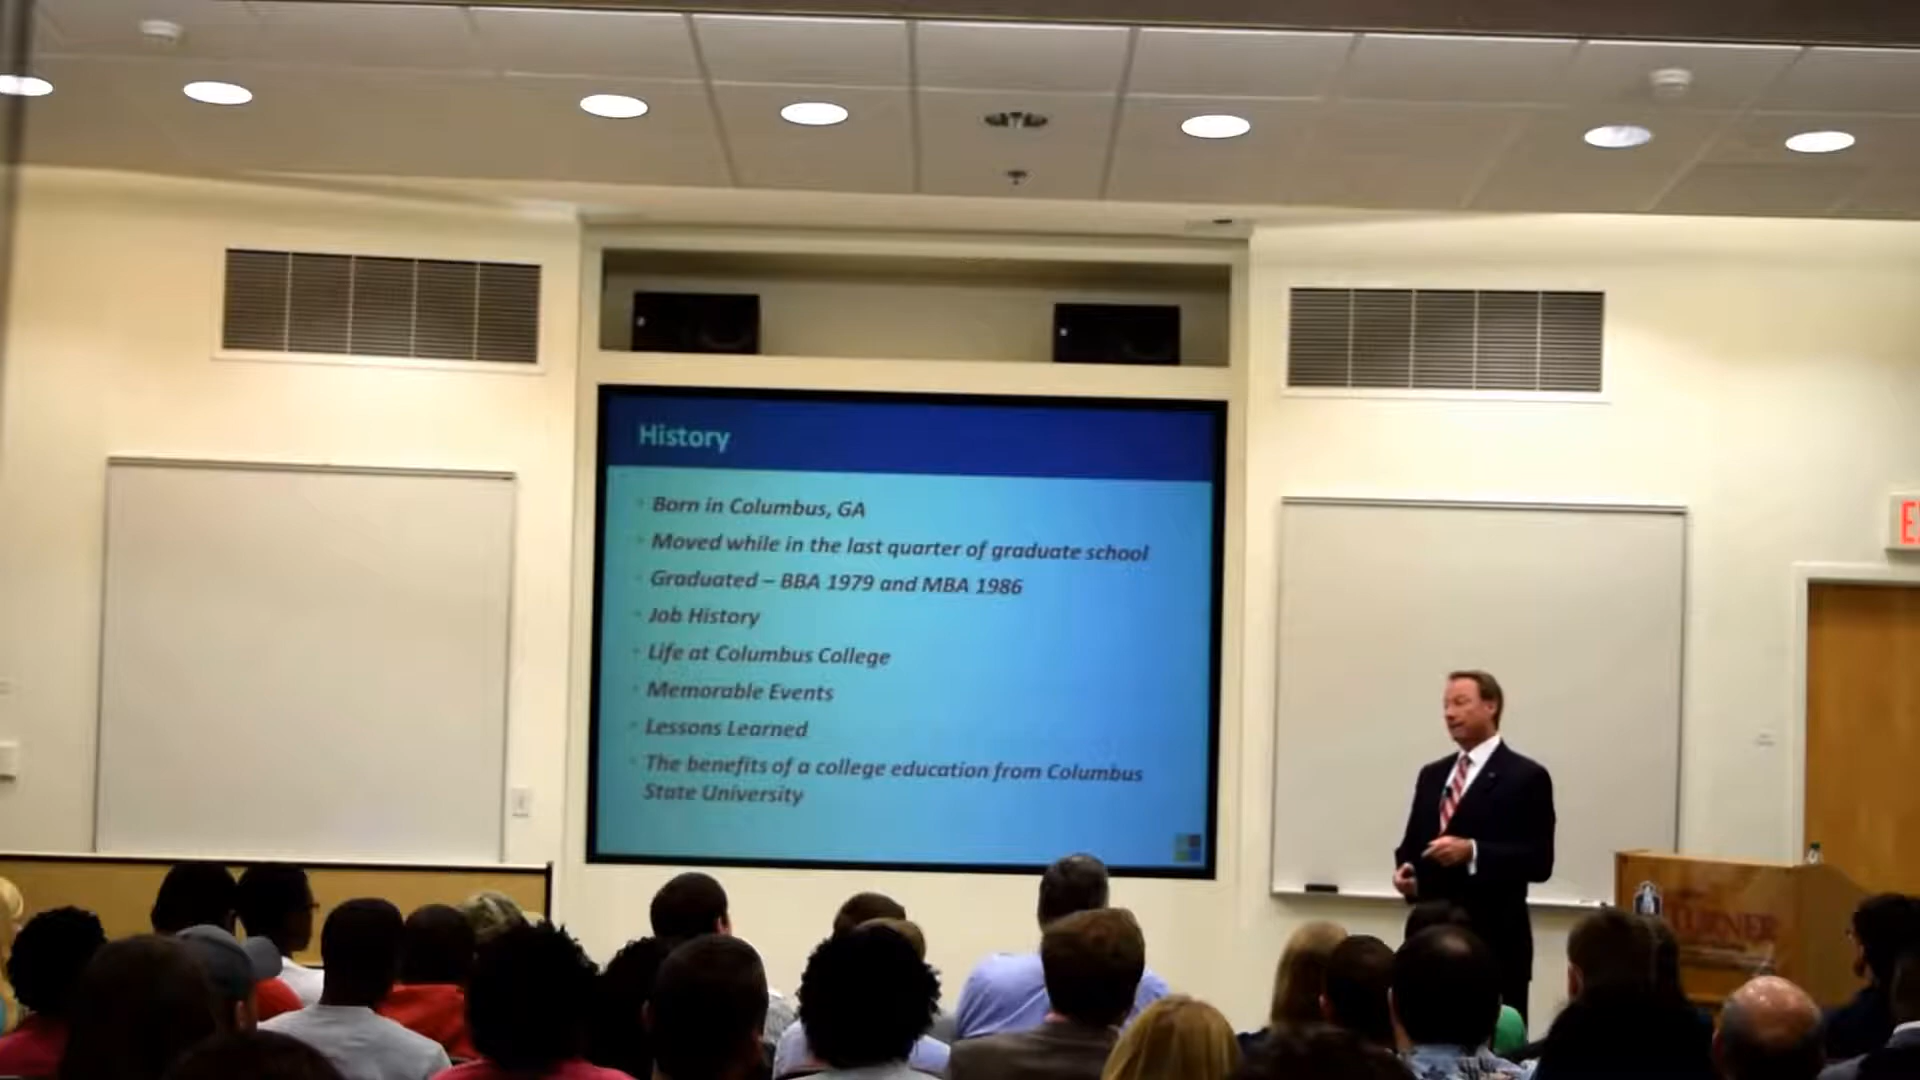 History
Born in Columbus, GA
Moved while in the last quarter of graduate school
Graduated – BBA 1979 and MBA 1986
Job History
Life at Columbus College
Memorable Events
Lessons Learned
The benefits of a college education from Columbus
State University
TURNER